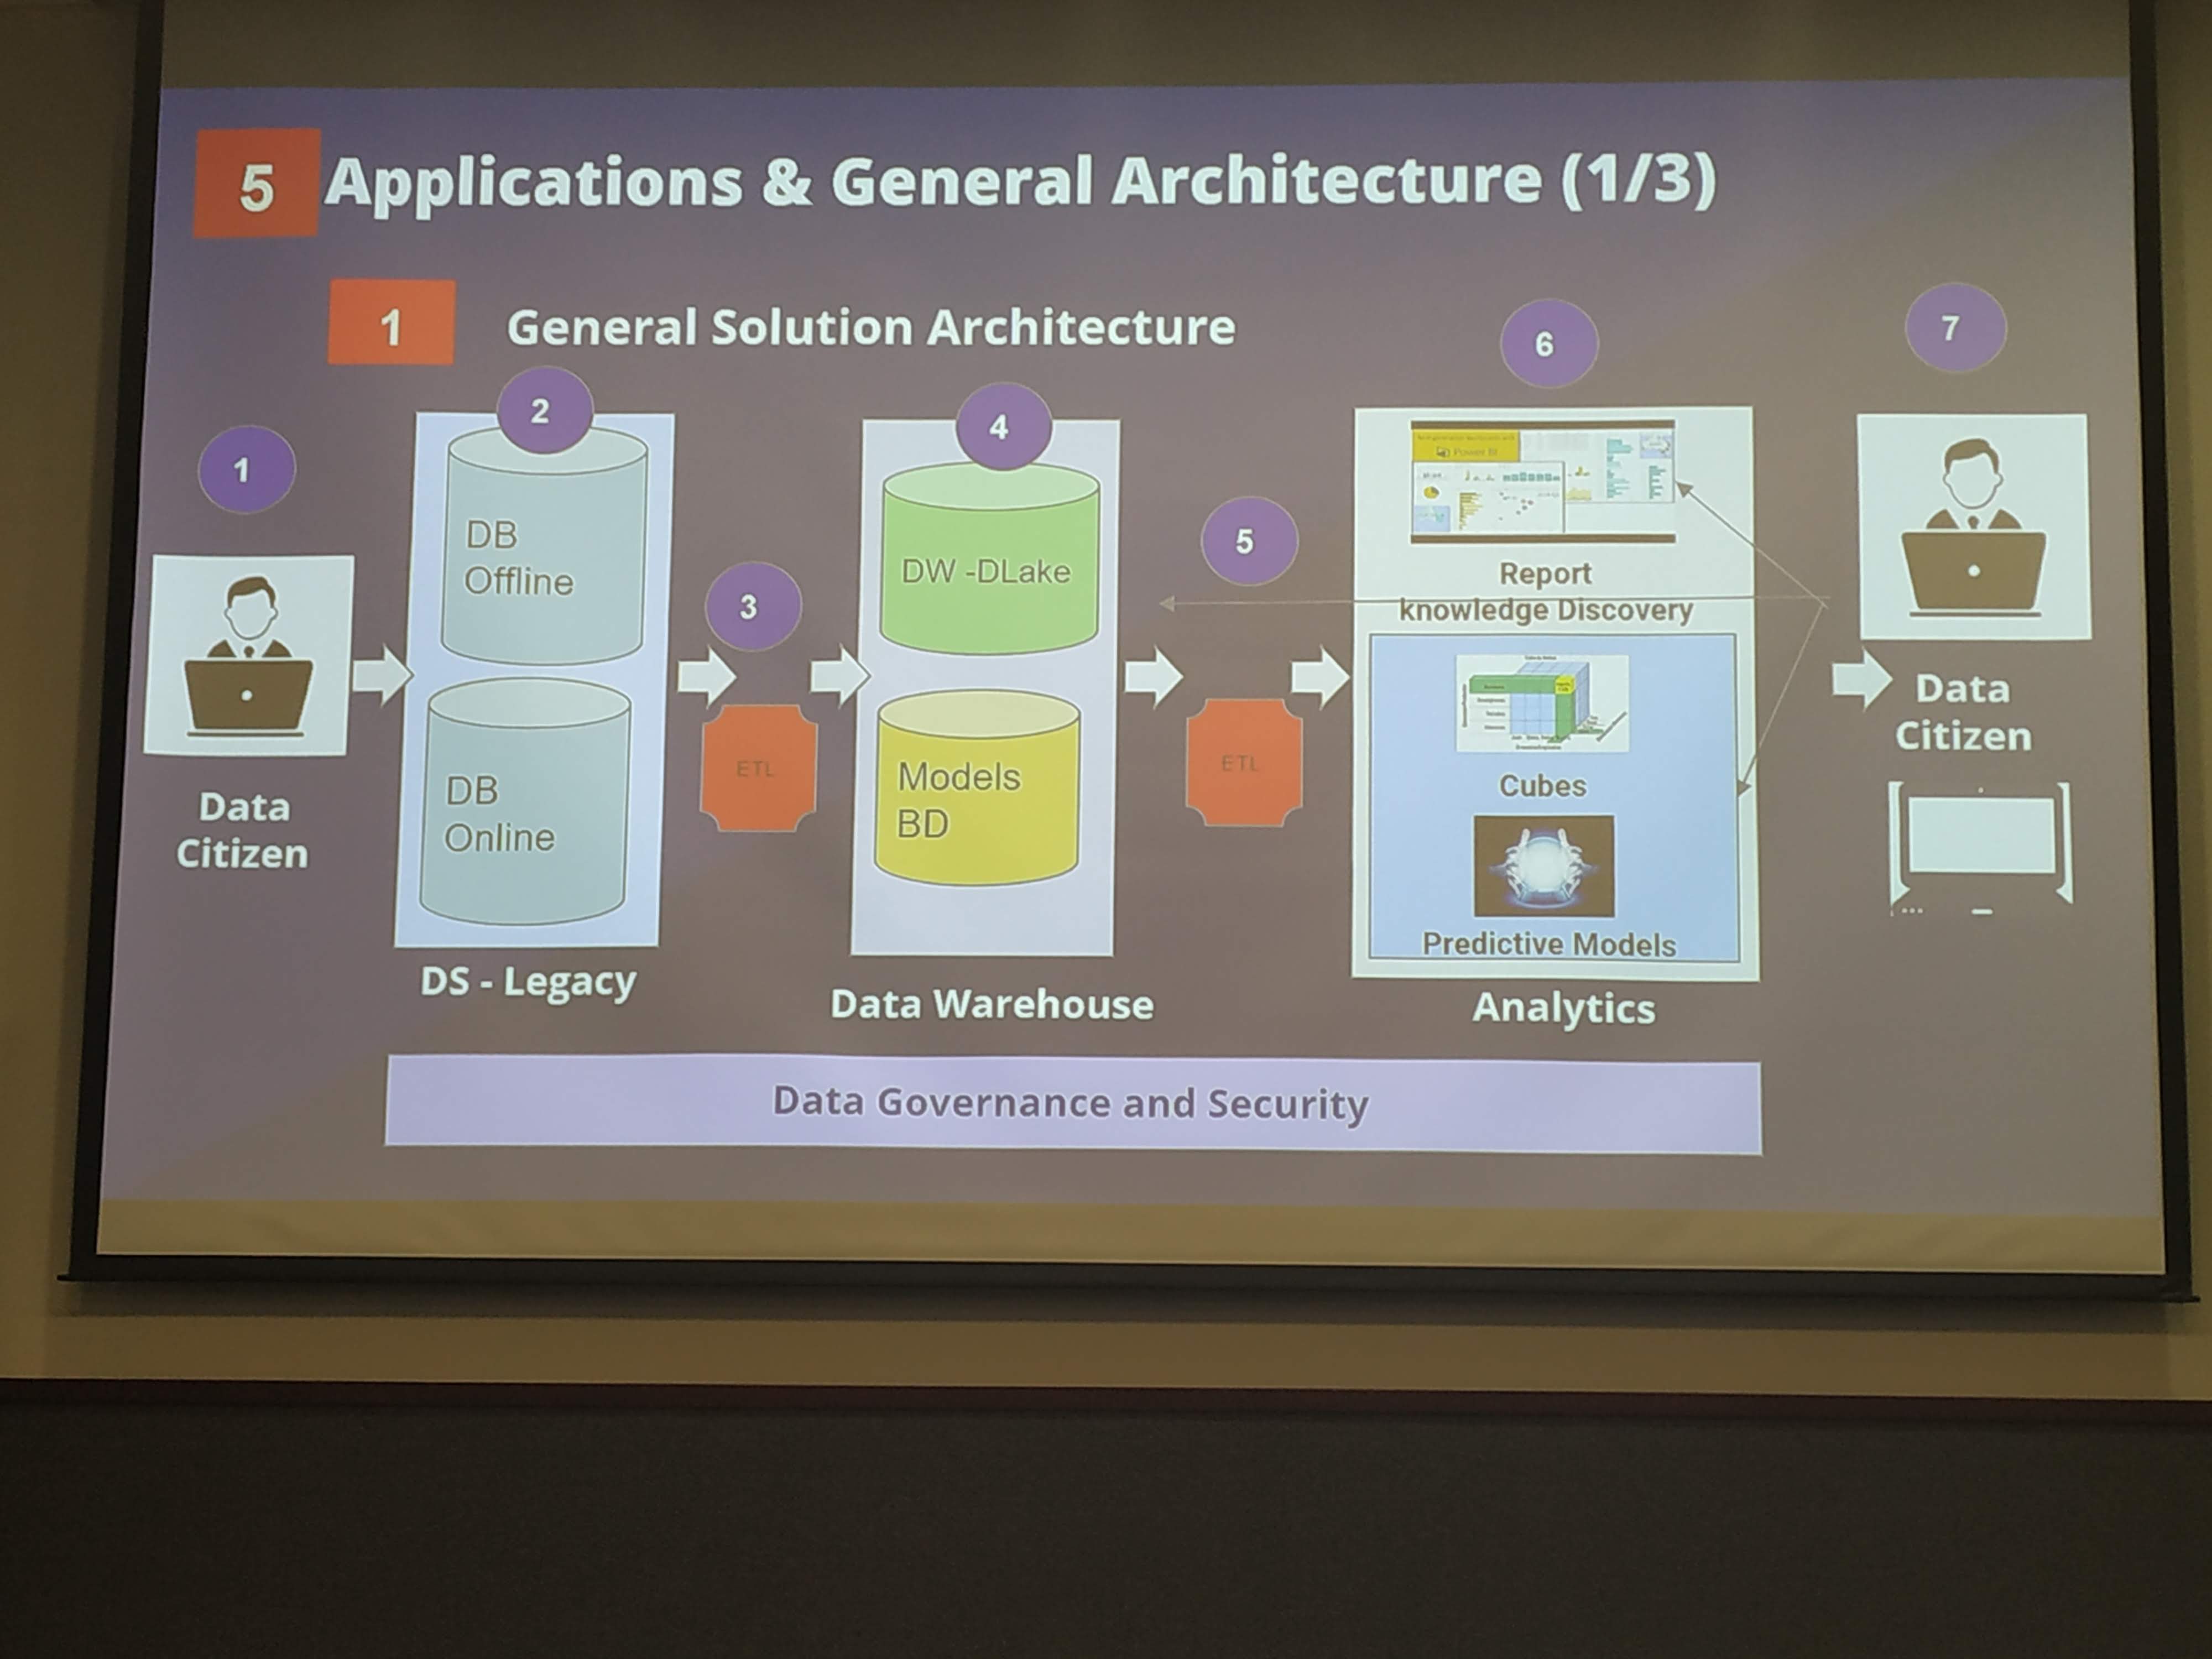 5 Applications & General Architecture (1/3)
1 General Solution Architecture
1
Data
Citizen
2
DB
Offline
DB
Online
DS - Legacy
3
ETL
4
DW -DLake
Models
BD
Data Warehouse
5
ETL
6
Power BI
Report
knowledge Discovery
Cubes
Predictive Models
Analytics
7
Data
Citizen
Data Governance and Security